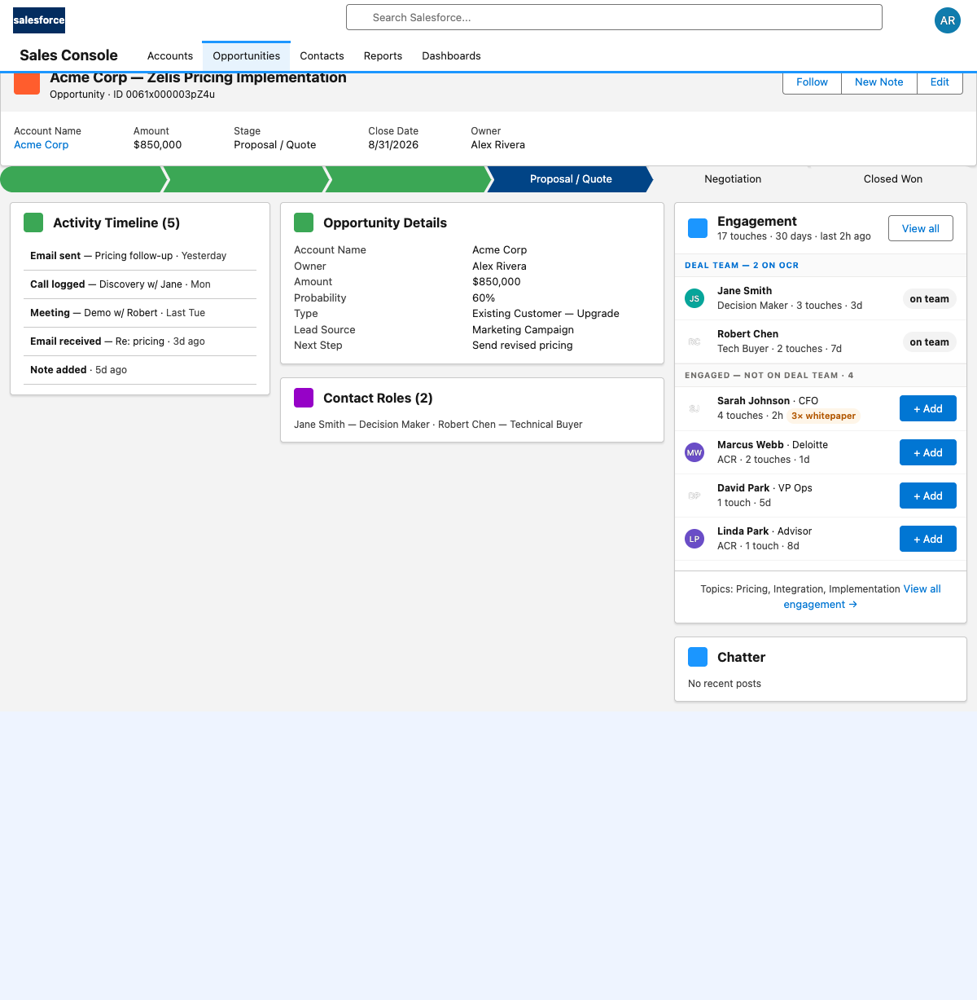 salesforce
Search Salesforce...
AR
Sales Console
Accounts
Opportunities
Contacts
Reports
Dashboards
Acme Corp — Zelis Pricing Implementation
Opportunity · ID 0061x000003pZ4u
Follow
New Note
Edit
Account Name
Acme Corp
Amount
$850,000
Stage
Proposal / Quote
Close Date
8/31/2026
Owner
Alex Rivera
Proposal / Quote
Negotiation
Closed Won
Activity Timeline (5)
Email sent — Pricing follow-up · Yesterday
Call logged — Discovery w/ Jane · Mon
Meeting — Demo w/ Robert · Last Tue
Email received — Re: pricing · 3d ago
Note added · 5d ago
Opportunity Details
Account Name Acme Corp
Owner Alex Rivera
Amount $850,000
Probability 60%
Type Existing Customer — Upgrade
Lead Source Marketing Campaign
Next Step Send revised pricing
Contact Roles (2)
Jane Smith — Decision Maker · Robert Chen — Technical Buyer
Engagement
17 touches · 30 days · last 2h ago
View all
DEAL TEAM — 2 ON OCR
JS
Jane Smith
Decision Maker · 3 touches · 3d
on team
RC
Robert Chen
Tech Buyer · 2 touches · 7d
on team
ENGAGED — NOT ON DEAL TEAM · 4
SJ
Sarah Johnson · CFO
4 touches · 2h 3× whitepaper
+ Add
MW
Marcus Webb · Deloitte
ACR · 2 touches · 1d
+ Add
DP
David Park · VP Ops
1 touch · 5d
+ Add
LP
Linda Park · Advisor
ACR · 1 touch · 8d
+ Add
Topics: Pricing, Integration, Implementation View all
engagement →
Chatter
No recent posts